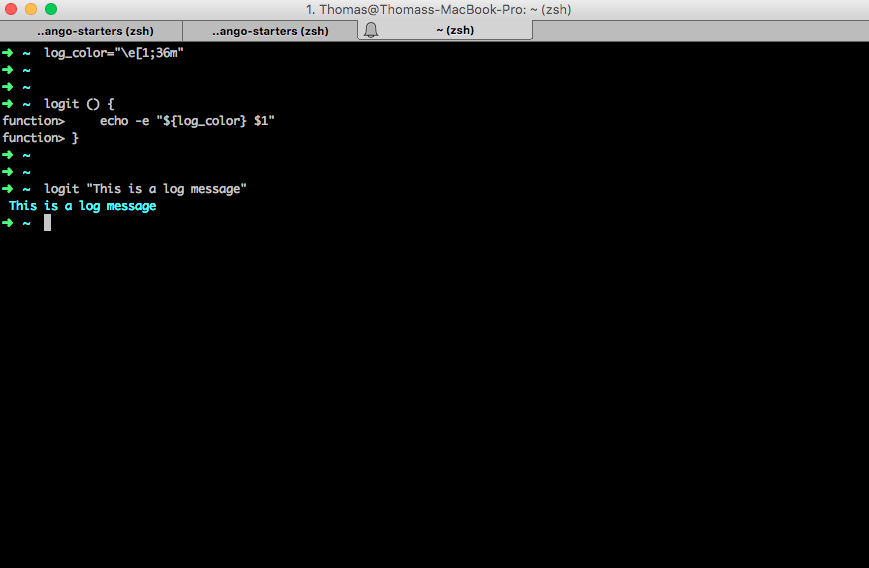 1. Thomas@Thomass-MacBook-Pro: ~ (zsh)
..ango-starters (zsh) ..ango-starters (zsh) ~ (zsh)
➜ ~ log_color="\e[1;36m"
➜ ~
➜ ~
➜ ~ logit () {
function> echo -e "${log_color} $1"
function> }
➜ ~
➜ ~
➜ ~ logit "This is a log message"
This is a log message
➜ ~